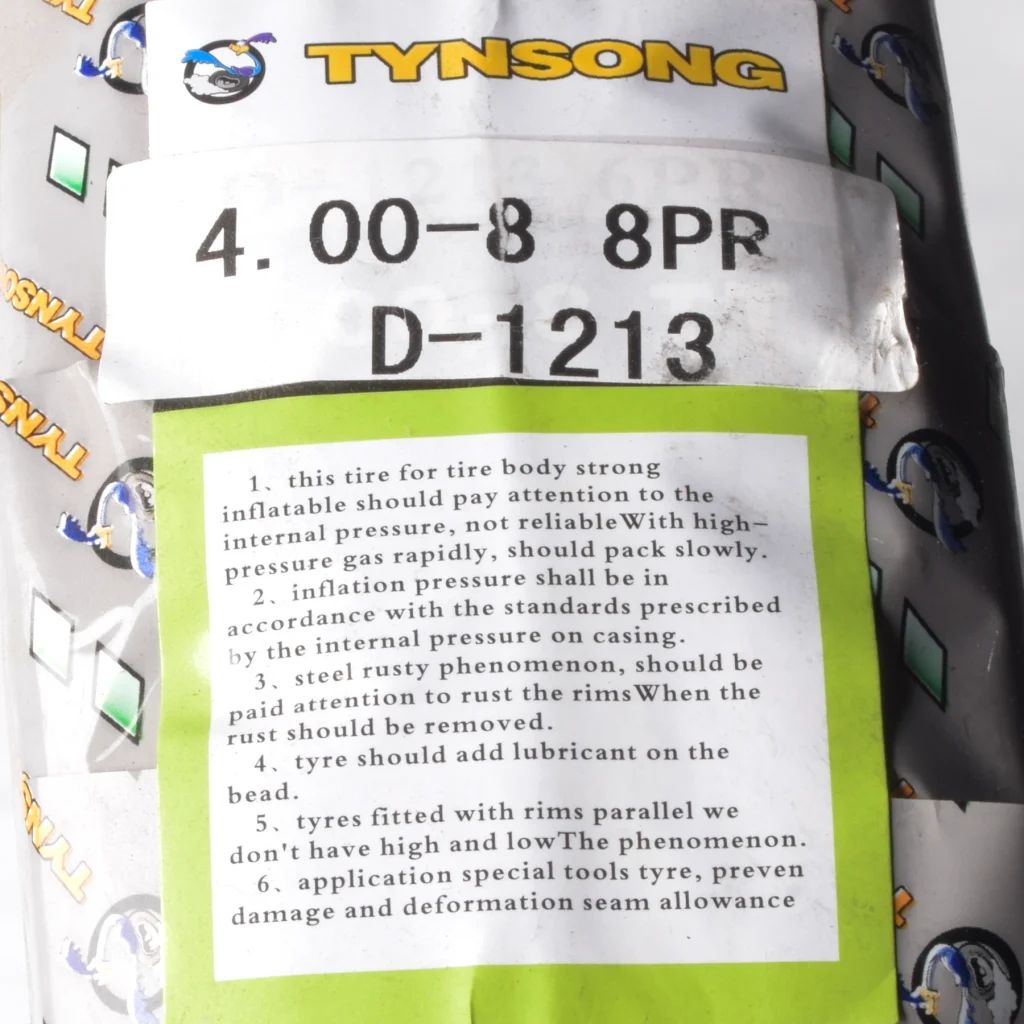 TYNSONG
4.00-8 8PR
D-1213
1、this tire for tire body strong
inflatable should pay attention to the
internal pressure, not reliableWith high-
pressure gas rapidly, should pack slowly.
2、inflation pressure shall be in
accordance with the standards prescribed
by the internal pressure on casing.
3、steel rusty phenomenon, should be
paid attention to rust the rimsWhen the
rust should be removed.
4、tyre should add lubricant on the
bead.
5、tyres fitted with rims parallel we
don't have high and lowThe phenomenon.
6、application special tools tyre, preven
damage and deformation seam allowance
TYNSONG
TYNS
TYNS